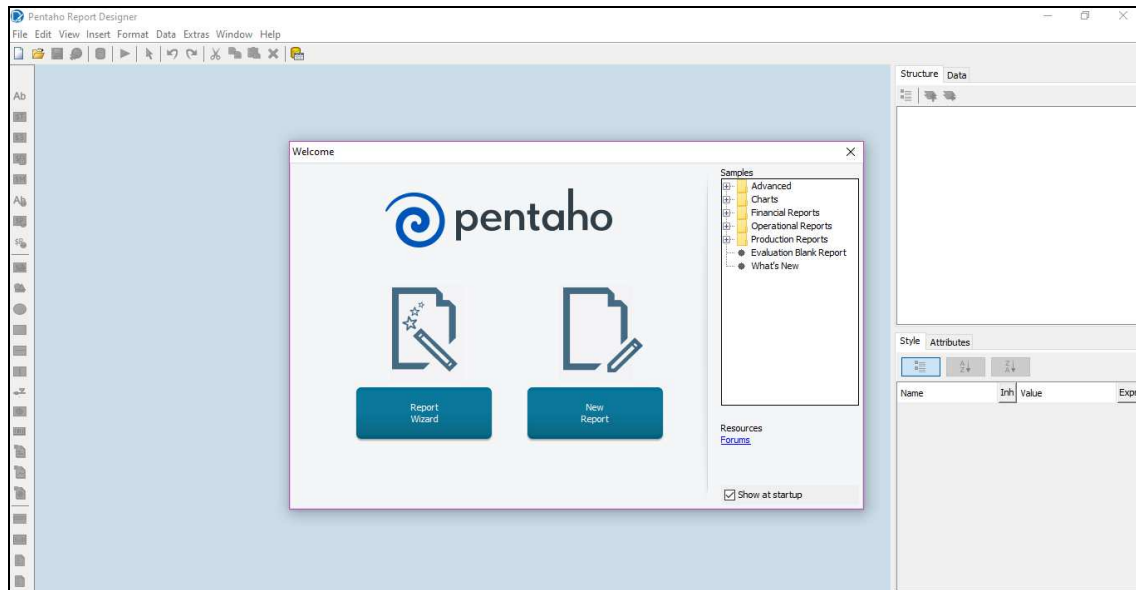 Pentaho Report Designer
File Edit View Insert Format Data Extras Window Help
Structure Data
Ab
Welcome
Samples
Advanced
Charts
Financial Reports
Operational Reports
Production Reports
Evaluation Blank Report
What's New
pentaho
Report
Wizard
New
Report
Resources
Forums
Show at startup
Style Attributes
Name Inh Value Expr